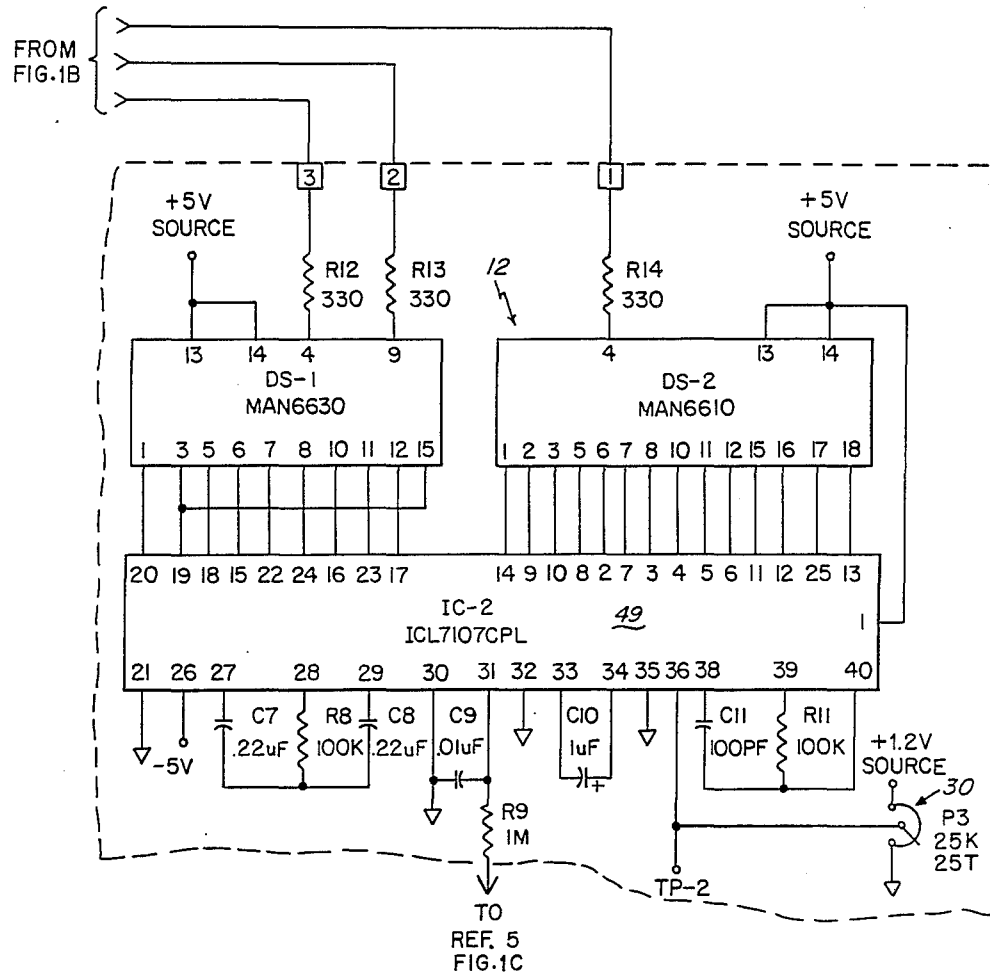 FROM
FIG.1B
3 2 1
+5V
SOURCE
+5V
SOURCE
R12
330
R13
330
12
R14
330
13 14 4 9
DS-1
MAN6630
1 3 5 6 7 8 10 11 12 15
4 13 14
DS-2
MAN6610
1 2 3 5 6 7 8 10 11 12 15 16 17 18
20 19 18 15 22 24 16 23 17 14 9 10 8 2 7 3 4 5 6 11 12 25 13
IC-2
ICL7107CPL
49
1
21 26 27 28 29 30 31 32 33 34 35 36 38 39 40
-5V
C7
.22uF
R8
100K
C8
.22uF
C9
.01uF
C10
1uF
+
C11
100PF
R11
100K
+1.2V
SOURCE
30
P3
25K
25T
R9
1M
TP-2
TO
REF. 5
FIG.1C